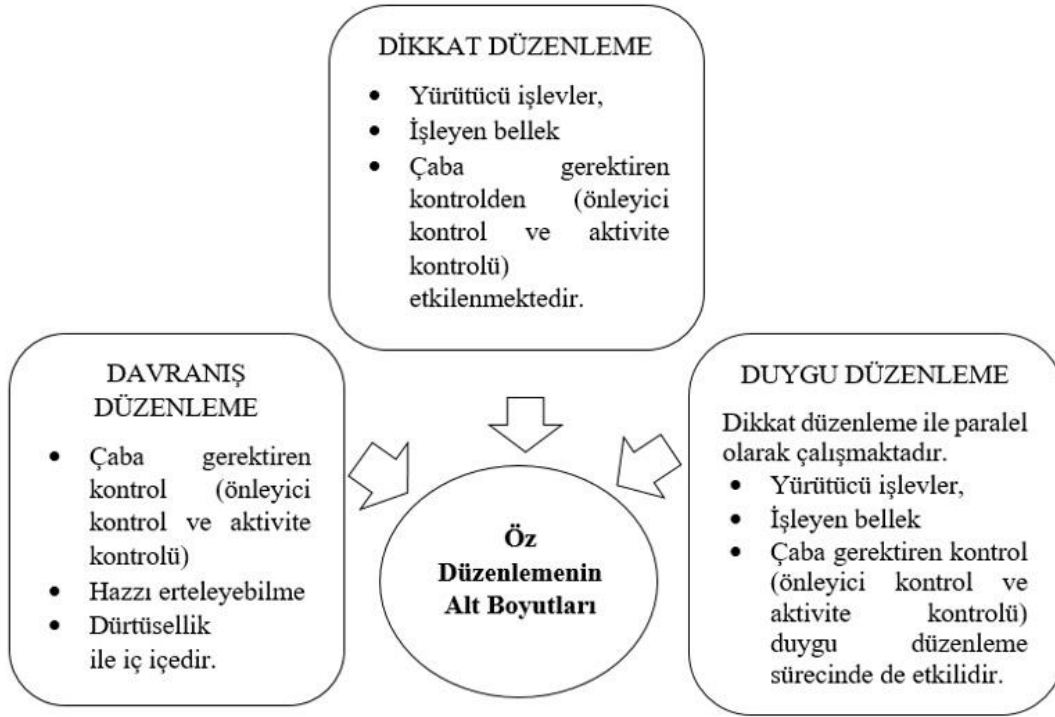 DİKKAT DÜZENLEME
• Yürütücü işlevler,
• İşleyen bellek
• Çaba gerektiren
kontrolden (önleyici
kontrol ve aktivite
kontrolü)
etkilenmektedir.
DAVRANIŞ
DÜZENLEME
• Çaba gerektiren
kontrol (önleyici
kontrol ve aktivite
kontrolü)
• Hazzı erteleyebilme
• Dürtüsellik
ile iç içedir.
Öz
Düzenlemenin
Alt Boyutları
DUYGU DÜZENLEME
Dikkat düzenleme ile paralel
olarak çalışmaktadır.
• Yürütücü işlevler,
• İşleyen bellek
• Çaba gerektiren kontrol
(önleyici kontrol ve
aktivite kontrolü)
duygu düzenleme
sürecinde de etkilidir.